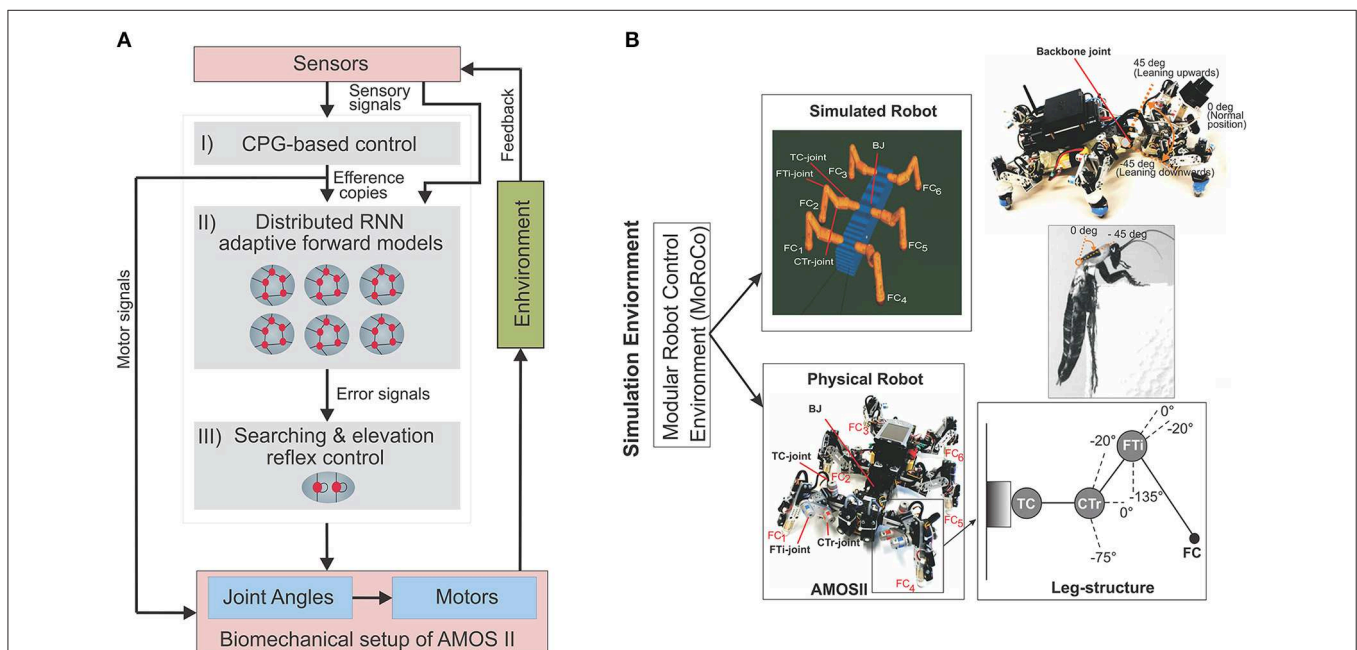 A
Sensors
Sensory
signals
I)
CPG-based control
Efference
copies
II)
Distributed RNN
adaptive forward models
Error signals
III)
Searching & elevation
reflex control
Joint Angles
Motors
Biomechanical setup of AMOS II
Motor signals
Feedback
Enhvironment
B
Simulation Enviornment
Modular Robot Control
Environment (MoRoCo)
Simulated Robot
BJ
TC-joint
FC3
FTi-joint
FC6
FC2
FC1
FC5
CTr-joint
FC4
Backbone joint
45 deg
(Leaning upwards)
0 deg
(Normal
position)
-45 deg
(Leaning downwards)
0 deg
- 45 deg
Physical Robot
BJ
FC3
TC-joint
FC2
FC6
FC1
FC5
FTi-joint
CTr-joint
FC4
AMOSII
0°
-20°
FTi
-20°
-135°
TC
CTr
0°
FC
-75°
Leg-structure